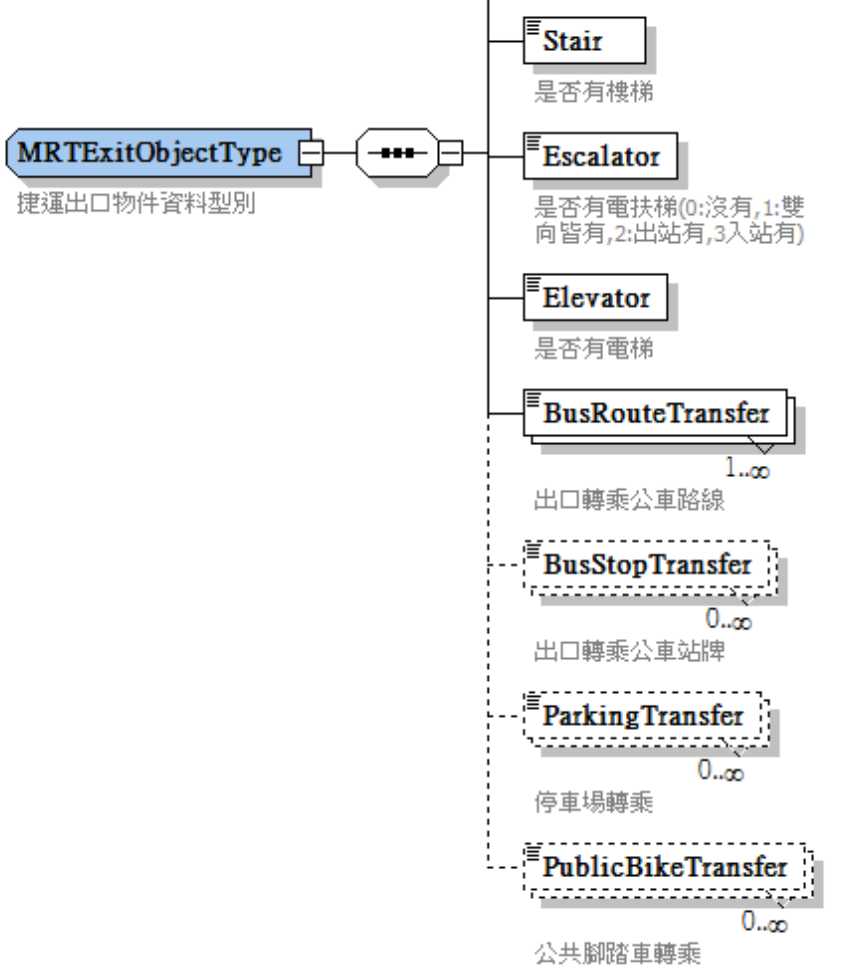 Stair
是否有樓梯
MRTExitObjectType
捷運出口物件資料型別
Escalator
是否有電扶梯(0:沒有,1:雙
向皆有,2:出站有,3入站有)
Elevator
是否有電梯
BusRouteTransfer
1..∞
出口轉乘公車路線
BusStopTransfer
0..∞
出口轉乘公車站牌
ParkingTransfer
0..∞
停車場轉乘
PublicBikeTransfer
0..∞
公共腳踏車轉乘